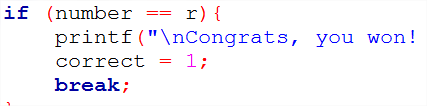 if (number == r){
printf("\nCongrats, you won!
correct = 1;
break;